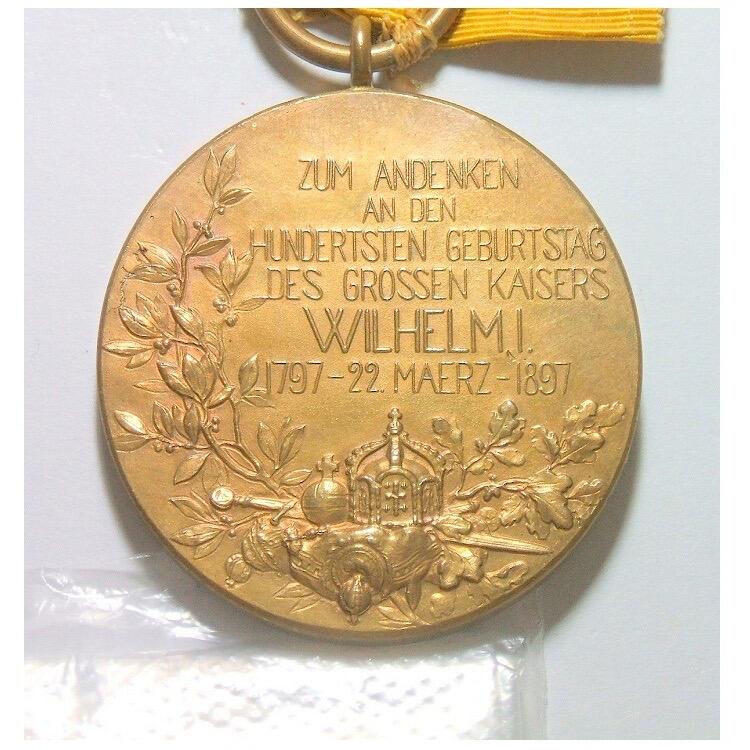 ZUM ANDENKEN
AN DEN
HUNDERTSTEN GEBURTSTAG
DES GROSSEN KAISERS
WILHELM I.
1797-22. MAERZ-1897